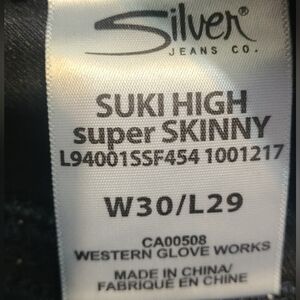 Silver®
JEANS CO.
SUKI HIGH
super SKINNY
L94001SSF454 1001217
W30/L29
CA00508
WESTERN GLOVE WORKS
MADE IN CHINA/
FABRIQUÉ EN CHINE